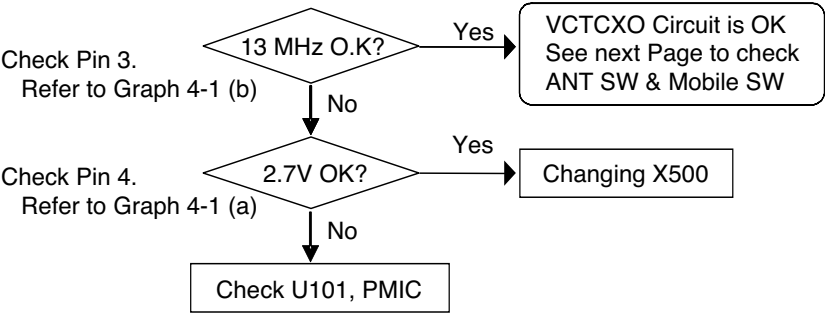 Check Pin 3.
Refer to Graph 4-1 (b)
13 MHz O.K?
Yes
VCTCXO Circuit is OK
See next Page to check
ANT SW & Mobile SW
No
Check Pin 4.
Refer to Graph 4-1 (a)
2.7V OK?
Yes
Changing X500
No
Check U101, PMIC